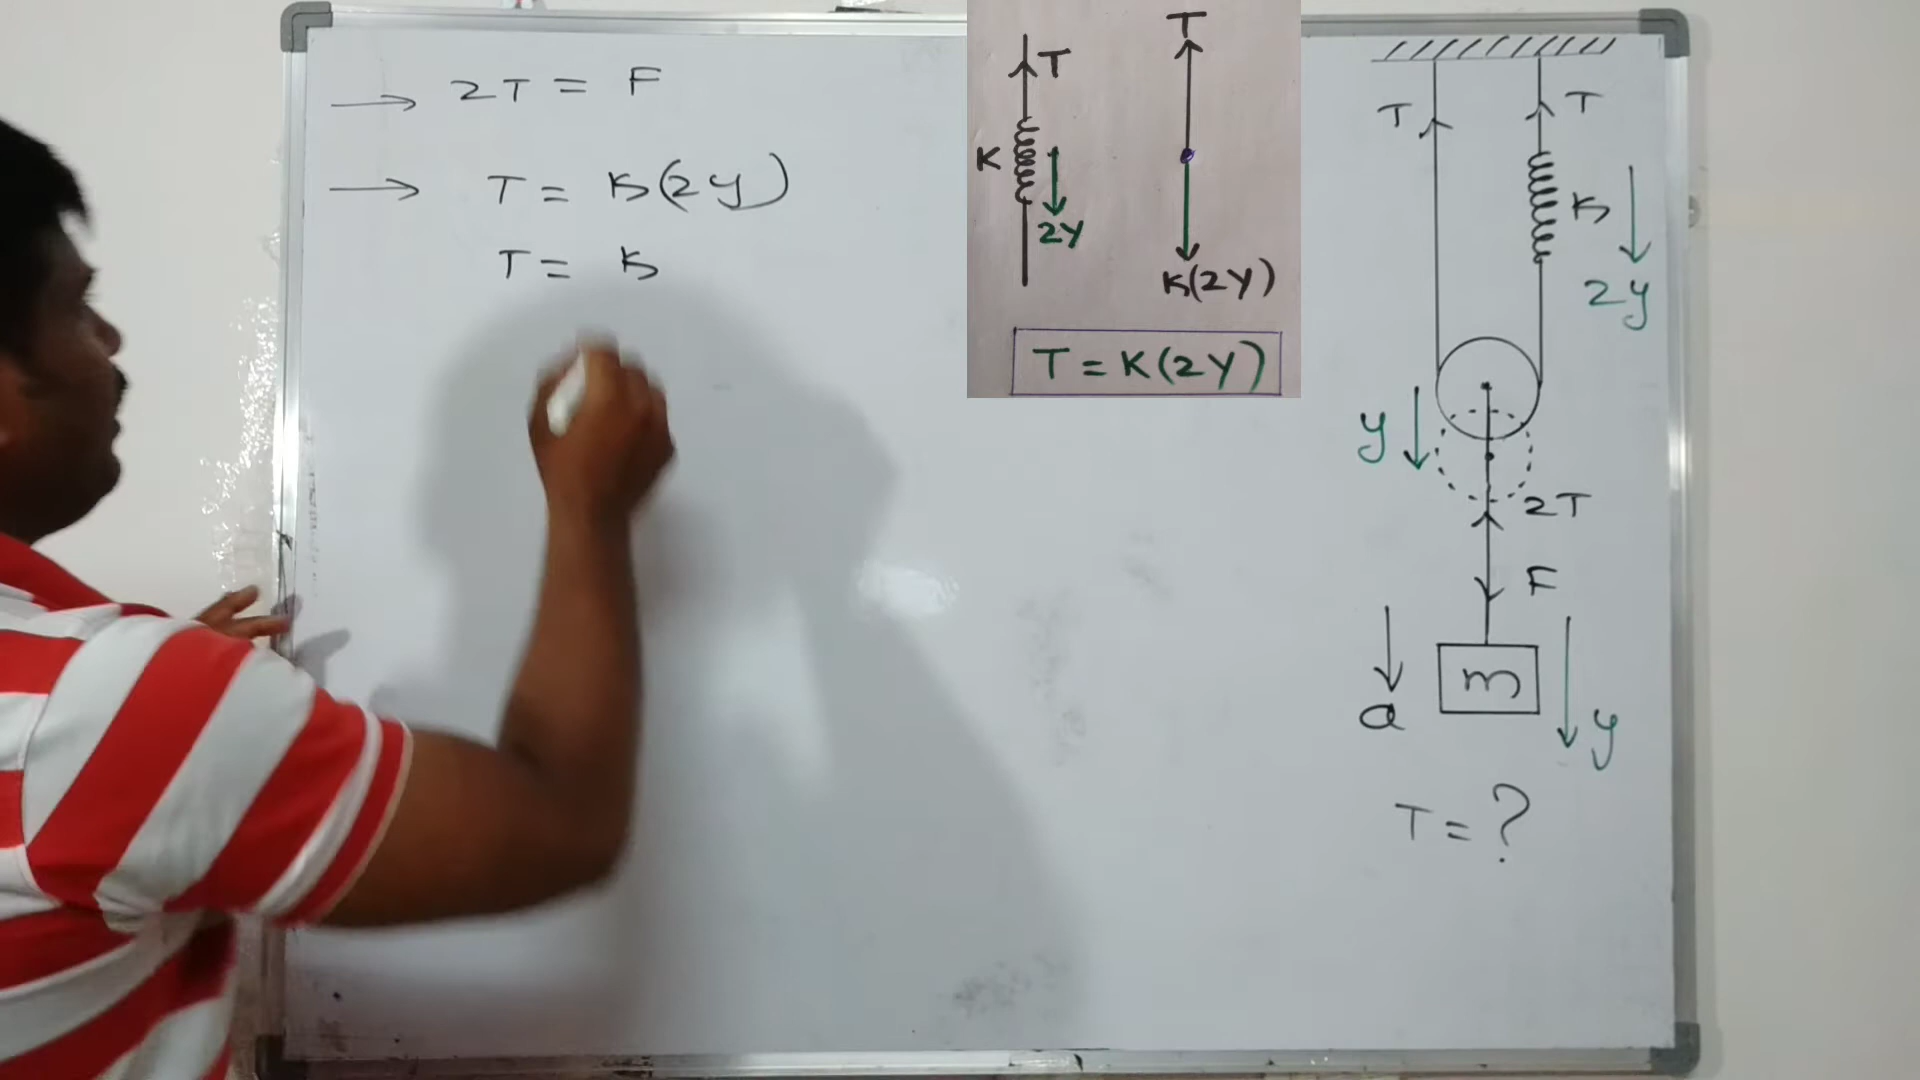 2T = F
T = K(2y)
T = K
T
K
2y
T
K(2y)
T = K(2y)
T
T
K
2y
y
2T
F
a
m
y
T = ?